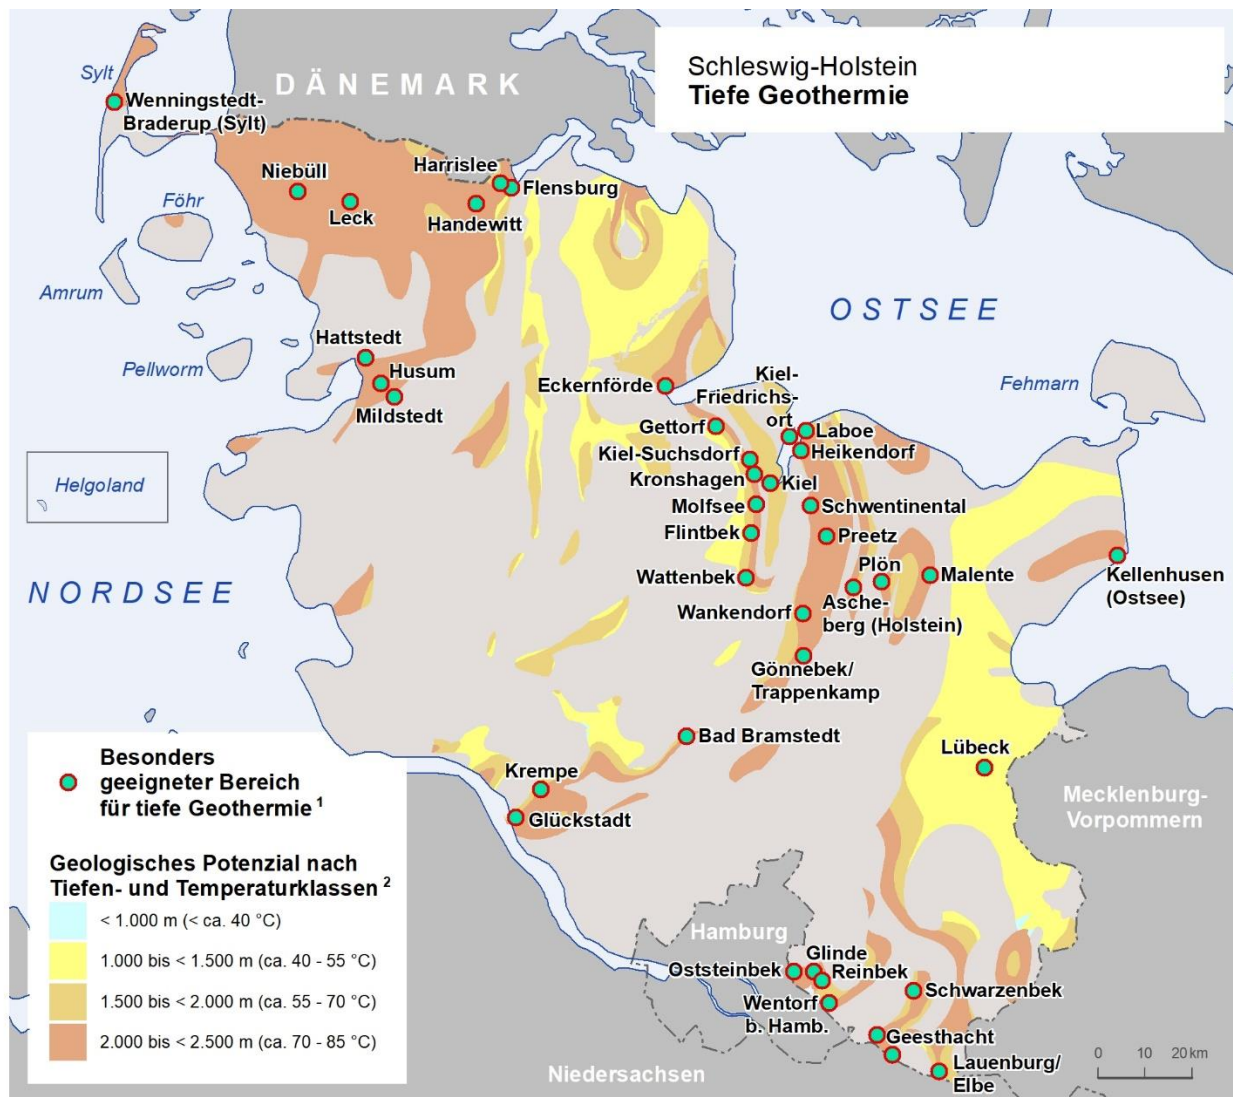 Schleswig-Holstein
Tiefe Geothermie
DÄNEMARK
Sylt
Wenningstedt-
Braderup (Sylt)
Harrislee
Flensburg
Niebüll
Leck
Handewitt
Föhr
Amrum
OSTSEE
Pellworm
Hattstedt
Husum
Mildstedt
Eckernförde
Kiel-
Friedrichs-
ort
Fehmarn
Gettorf
Laboe
Heikendorf
Kiel-Suchsdorf
Kronshagen
Kiel
Helgoland
Molfsee
Schwentinental
Flintbek
Preetz
Plön
Wattenbek
Malente
Kellenhusen
(Ostsee)
NORDSEE
Wankendorf
Asche-
berg (Holstein)
Gönnebek/
Trappenkamp
Bad Bramstedt
Lübeck
Krempe
Glückstadt
Mecklenburg-
Vorpommern
Besonders
geeigneter Bereich
für tiefe Geothermie 1
Geologisches Potenzial nach
Tiefen- und Temperaturklassen 2
< 1.000 m (< ca. 40 °C)
1.000 bis < 1.500 m (ca. 40 - 55 °C)
1.500 bis < 2.000 m (ca. 55 - 70 °C)
2.000 bis < 2.500 m (ca. 70 - 85 °C)
Hamburg
Glinde
Oststeinbek
Reinbek
Wentorf
b. Hamb.
Schwarzenbek
Geesthacht
Lauenburg/
Elbe
Niedersachsen
0 10 20 km